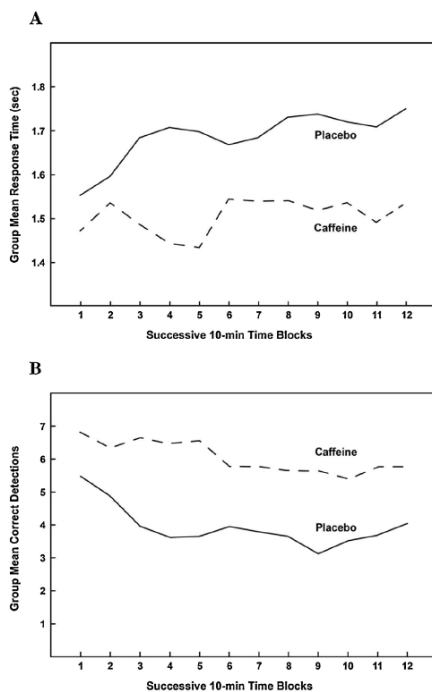 A
Group Mean Response Time (sec)
1.8
1.7
1.6
1.5
1.4
Placebo
Caffeine
1 2 3 4 5 6 7 8 9 10 11 12
Successive 10-min Time Blocks
B
Group Mean Correct Detections
7
6
5
4
3
2
1
Caffeine
Placebo
1 2 3 4 5 6 7 8 9 10 11 12
Successive 10-min Time Blocks